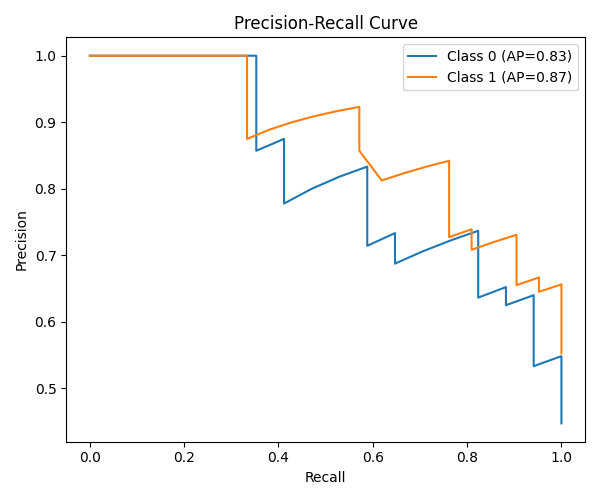 Precision-Recall Curve
Class 0 (AP=0.83)
Class 1 (AP=0.87)
Precision
1.0
0.9
0.8
0.7
0.6
0.5
0.0 0.2 0.4 0.6 0.8 1.0
Recall